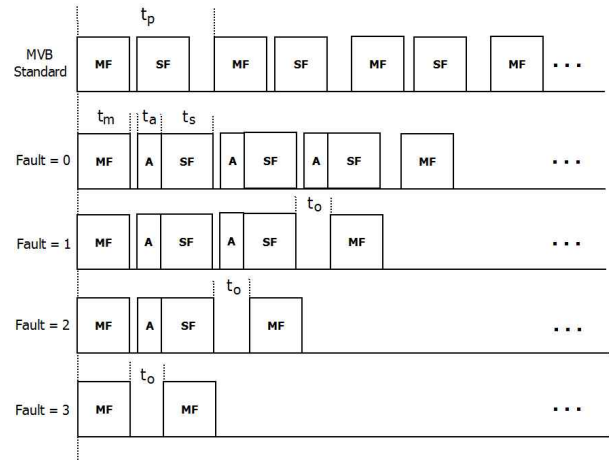 tp
MVB Standard MF SF MF SF MF SF MF ...
tm ta ts
Fault = 0 MF A SF A SF A SF MF ...
to
Fault = 1 MF A SF A SF MF ...
to
Fault = 2 MF A SF MF ...
to
Fault = 3 MF MF ...